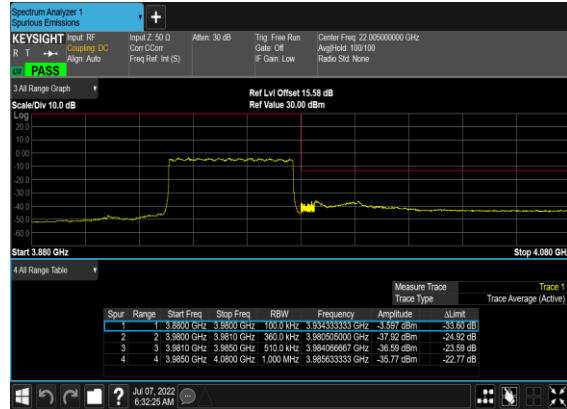 Spectrum Analyzer 1
Spurious Emissions
KEYSIGHT Input: RF Input Z: 50 Ω Atten: 30 dB Trig: Free Run Center Freq: 22.005000000 GHz
R T Coupling: DC Corr CCorr Gate: Off Avg|Hold: 100/100
Align: Auto Freq Ref: Int (S) IF Gain: Low Radio Std: None
PASS
3 All Range Graph
Ref Lvl Offset 15.58 dB
Scale/Div 10.0 dB Ref Value 30.00 dBm
Log
20.0
10.0
0.00
-10.0
-20.0
-30.0
-40.0
-50.0
-60.0
Start 3.880 GHz Stop 4.080 GH
4 All Range Table
Measure Trace Trace 1
Trace Type Trace Average (Active)
Spur Range Start Freq Stop Freq RBW Frequency Amplitude ΔLimit
1 1 3.8800 GHz 3.9800 GHz 100.0 kHz 3.934333333 GHz -3.597 dBm -33.60 dB
2 2 3.9800 GHz 3.9810 GHz 360.0 kHz 3.980505000 GHz -37.92 dBm -24.92 dB
3 3 3.9810 GHz 3.9850 GHz 510.0 kHz 3.984066667 GHz -36.59 dBm -23.59 dB
4 4 3.9850 GHz 4.0800 GHz 1.000 MHz 3.985633333 GHz -35.77 dBm -22.77 dB
? Jul 07, 2022
6:32:25 AM